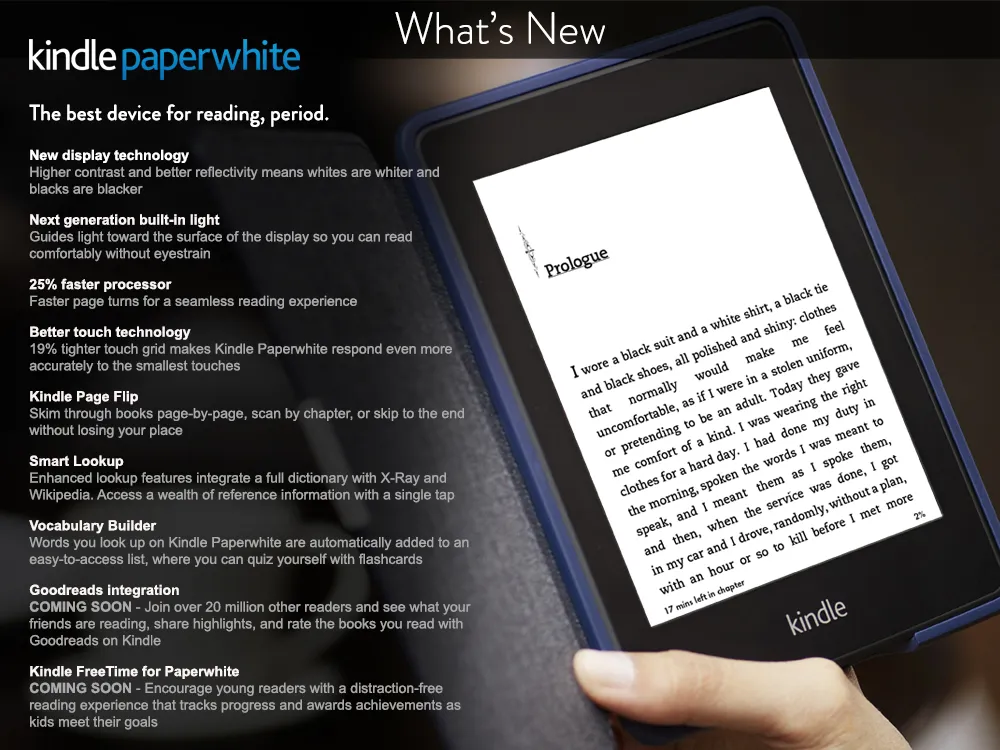 What's New
kindle paperwhite
The best device for reading, period.
New display technology
Higher contrast and better reflectivity means whites are whiter and
blacks are blacker
Next generation built-in light
Guides light toward the surface of the display so you can read
comfortably without eyestrain
25% faster processor
Faster page turns for a seamless reading experience
Better touch technology
19% tighter touch grid makes Kindle Paperwhite respond even more
accurately to the smallest touches
Kindle Page Flip
Skim through books page-by-page, scan by chapter, or skip to the end
without losing your place
Smart Lookup
Enhanced lookup features integrate a full dictionary with X-Ray and
Wikipedia. Access a wealth of reference information with a single tap
Vocabulary Builder
Words you look up on Kindle Paperwhite are automatically added to an
easy-to-access list, where you can quiz yourself with flashcards
Goodreads integration
COMING SOON - Join over 20 million other readers and see what your
friends are reading, share highlights, and rate the books you read with
Goodreads on Kindle
Kindle FreeTime for Paperwhite
COMING SOON - Encourage young readers with a distraction-free
reading experience that tracks progress and awards achievements as
kids meet their goals
Prologue
I wore a black suit and a white shirt, a black tie
and black shoes, all polished and shiny: clothes
that normally would make me feel
uncomfortable, as if I were in a stolen uniform,
or pretending to be an adult. Today they gave
me comfort of a kind. I was wearing the right
clothes for a hard day. I had done my duty in
the morning, spoken the words I was meant to
speak, and I meant them as I spoke them,
and then, when the service was done, I got
in my car and I drove, randomly, without a plan,
with an hour or so to kill before I met more
17 mins left in chapter
2%
kindle